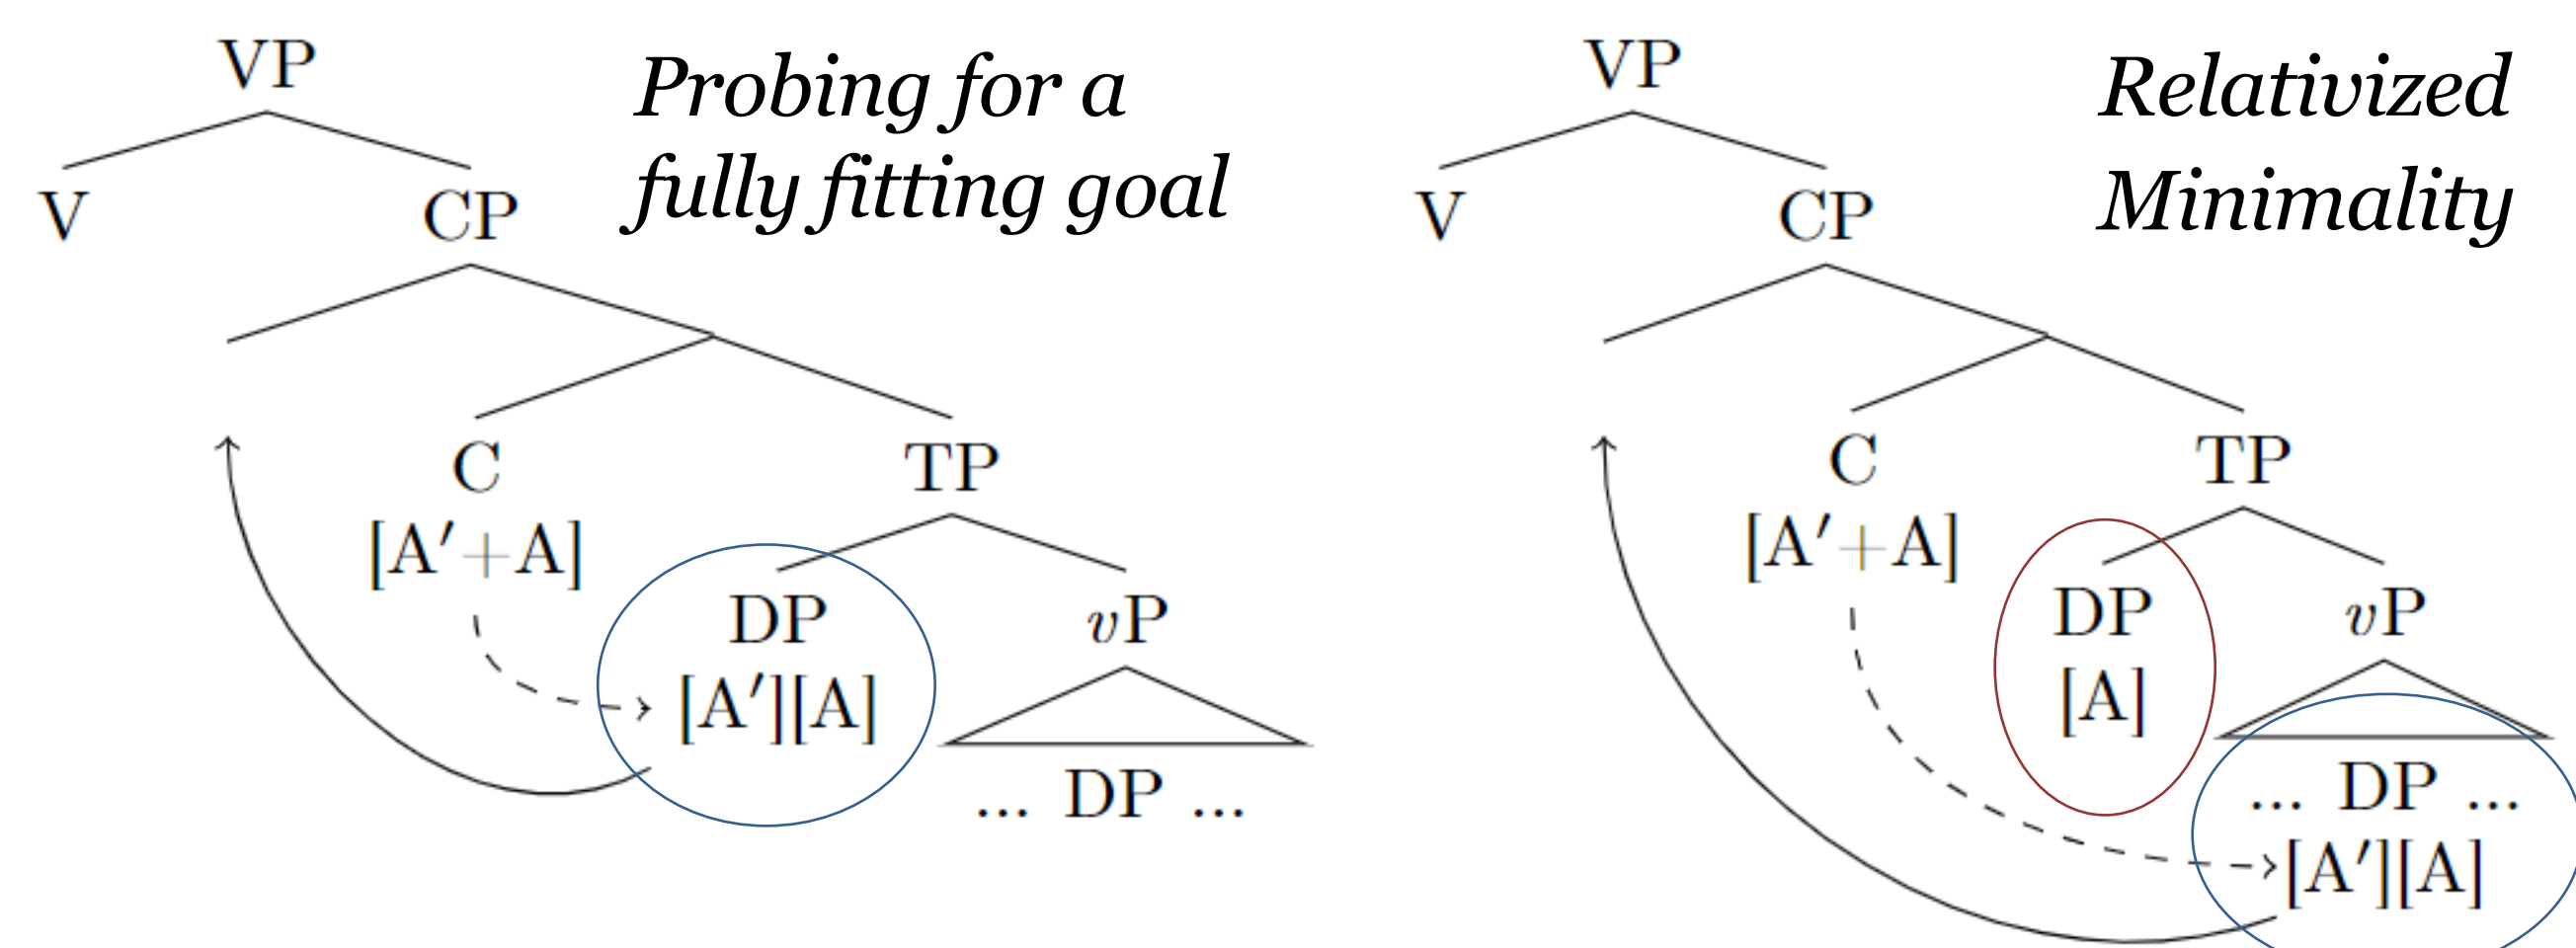 VP
Probing for a
fully fitting goal
V
CP
C
TP
[A′+A]
DP
vP
[A′][A]
... DP ...
VP
Relativized
Minimality
V
CP
C
TP
[A′+A]
DP
vP
[A]
... DP ...
[A′][A]